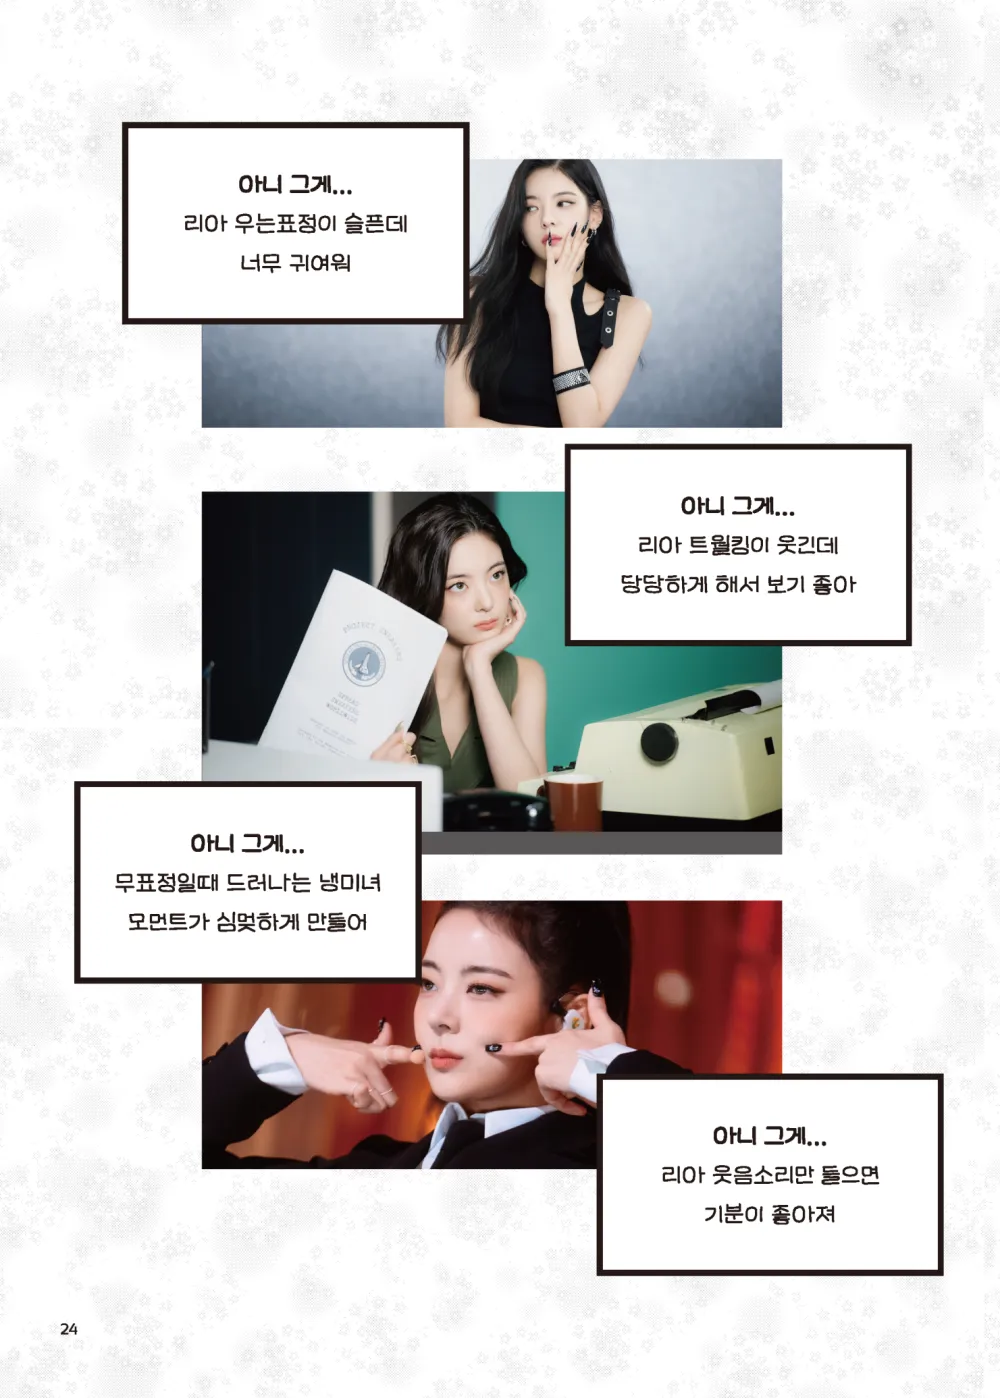 아니 그게...
리아 우는표정이 슬픈데
너무 귀여워
아니 그게...
리아 트월킹이 웃긴데
당당하게 해서 보기 좋아
아니 그게...
무표정일때 드러나는 냉미녀
모먼트가 심멎하게 만들어
아니 그게...
리아 웃음소리만 들으면
기분이 좋아져
24